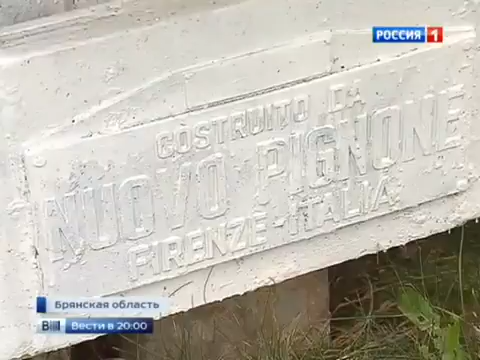 РОССИЯ 1
COSTRUITO DA
NUOVO PIGNONE
FIRENZE-ITALIA
Брянская область
Вести в 20:00